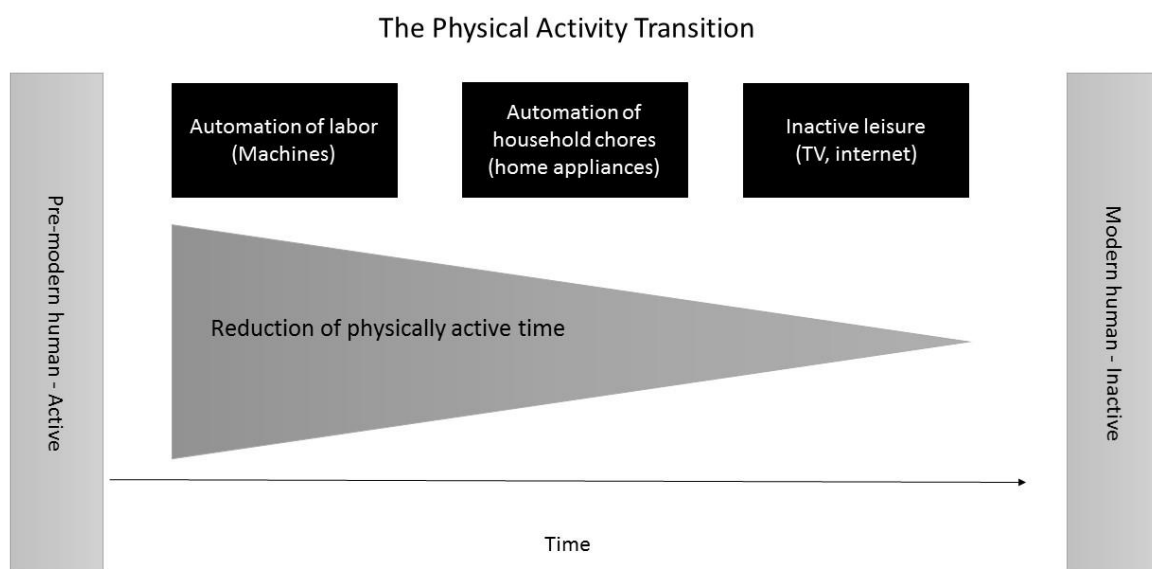 The Physical Activity Transition
Pre-modern human - Active
Automation of labor
(Machines)
Automation of
household chores
(home appliances)
Inactive leisure
(TV, internet)
Modern human - Inactive
Reduction of physically active time
Time